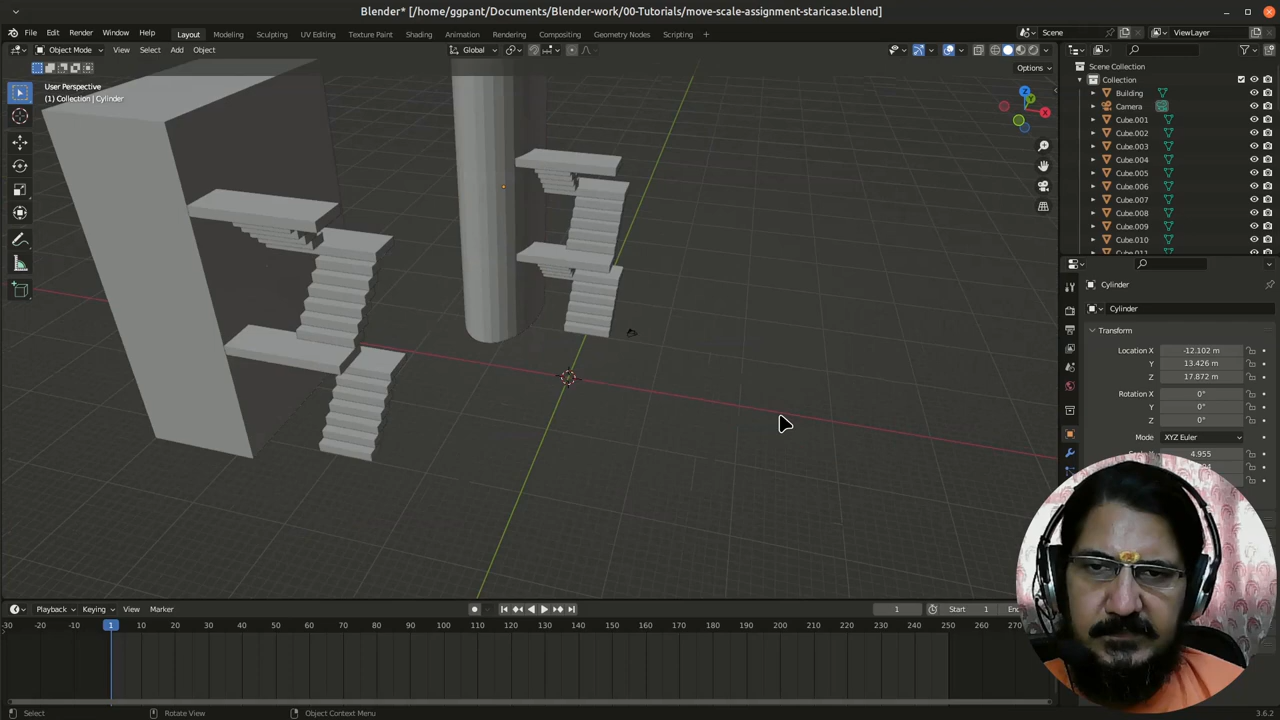 Blender* [/home/ggpant/Documents/Blender-work/00-Tutorials/move-scale-assignment-staricase.blend]
File Edit Render Window Help Layout Modeling Sculpting UV Editing Texture Paint Shading Animation Rendering Compositing Geometry Nodes Scripting + Scene ViewLayer
Object Mode View Select Add Object Global
Options
User Perspective
(1) Collection | Cylinder
Z
Y
X
Scene Collection
Collection
Building
Camera
Cube.001
Cube.002
Cube.003
Cube.004
Cube.005
Cube.006
Cube.007
Cube.008
Cube.009
Cube.010
Cylinder
Cylinder
Transform
Location X -12.102 m
Y 13.426 m
Z 17.872 m
Rotation X 0°
Y 0°
Z 0°
Mode XYZ Euler
4.955
Playback Keying View Marker 1 Start 1 End
-30 -20 -10 1 10 20 30 40 50 60 70 80 90 100 110 120 130 140 150 160 170 180 190 200 210 220 230 240 250 260
Select Rotate View Object Context Menu 3.6.2